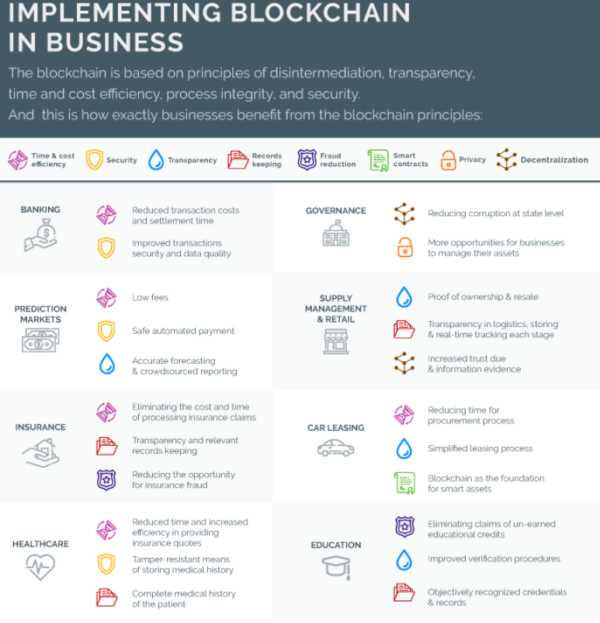 IMPLEMENTING BLOCKCHAIN
IN BUSINESS
The blockchain is based on principles of disintermediation, transparency,
time and cost efficiency, process integrity, and security.
And this is how exactly businesses benefit from the blockchain principles:
Time & cost
efficiency
Security
Transparency
Records
keeping
Fraud
reduction
Smart
contracts
Privacy
Decentralization
BANKING
Reduced transaction costs
and settlement time
Improved transactions
security and data quality
GOVERNANCE
Reducing corruption at state level
More opportunities for businesses
to manage their assets
PREDICTION
MARKETS
Low fees
Safe automated payment
Accurate forecasting
& crowdsourced reporting
SUPPLY
MANAGEMENT
& RETAIL
Proof of ownership & resale
Transparency in logistics, storing
& real-time tracking each stage
Increased trust due
& information evidence
INSURANCE
Eliminating the cost and time
of processing insurance claims
Transparency and relevant
records keeping
Reducing the opportunity
for insurance fraud
CAR LEASING
Reducing time for
procurement process
Simplified leasing process
Blockchain as the foundation
for smart assets
HEALTHCARE
Reduced time and increased
efficiency in providing
insurance quotes
Tamper-resistant means
of storing medical history
Complete medical history
of the patient
EDUCATION
Eliminating claims of un-earned
educational credits
Improved verification procedures
Objectively recognized credentials
& records